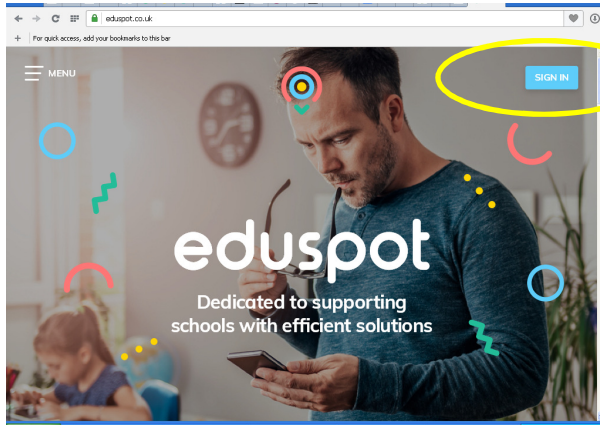 eduspot.co.uk
For quick access, add your bookmarks to this bar
MENU
SIGN IN
eduspot
Dedicated to supporting
schools with efficient solutions